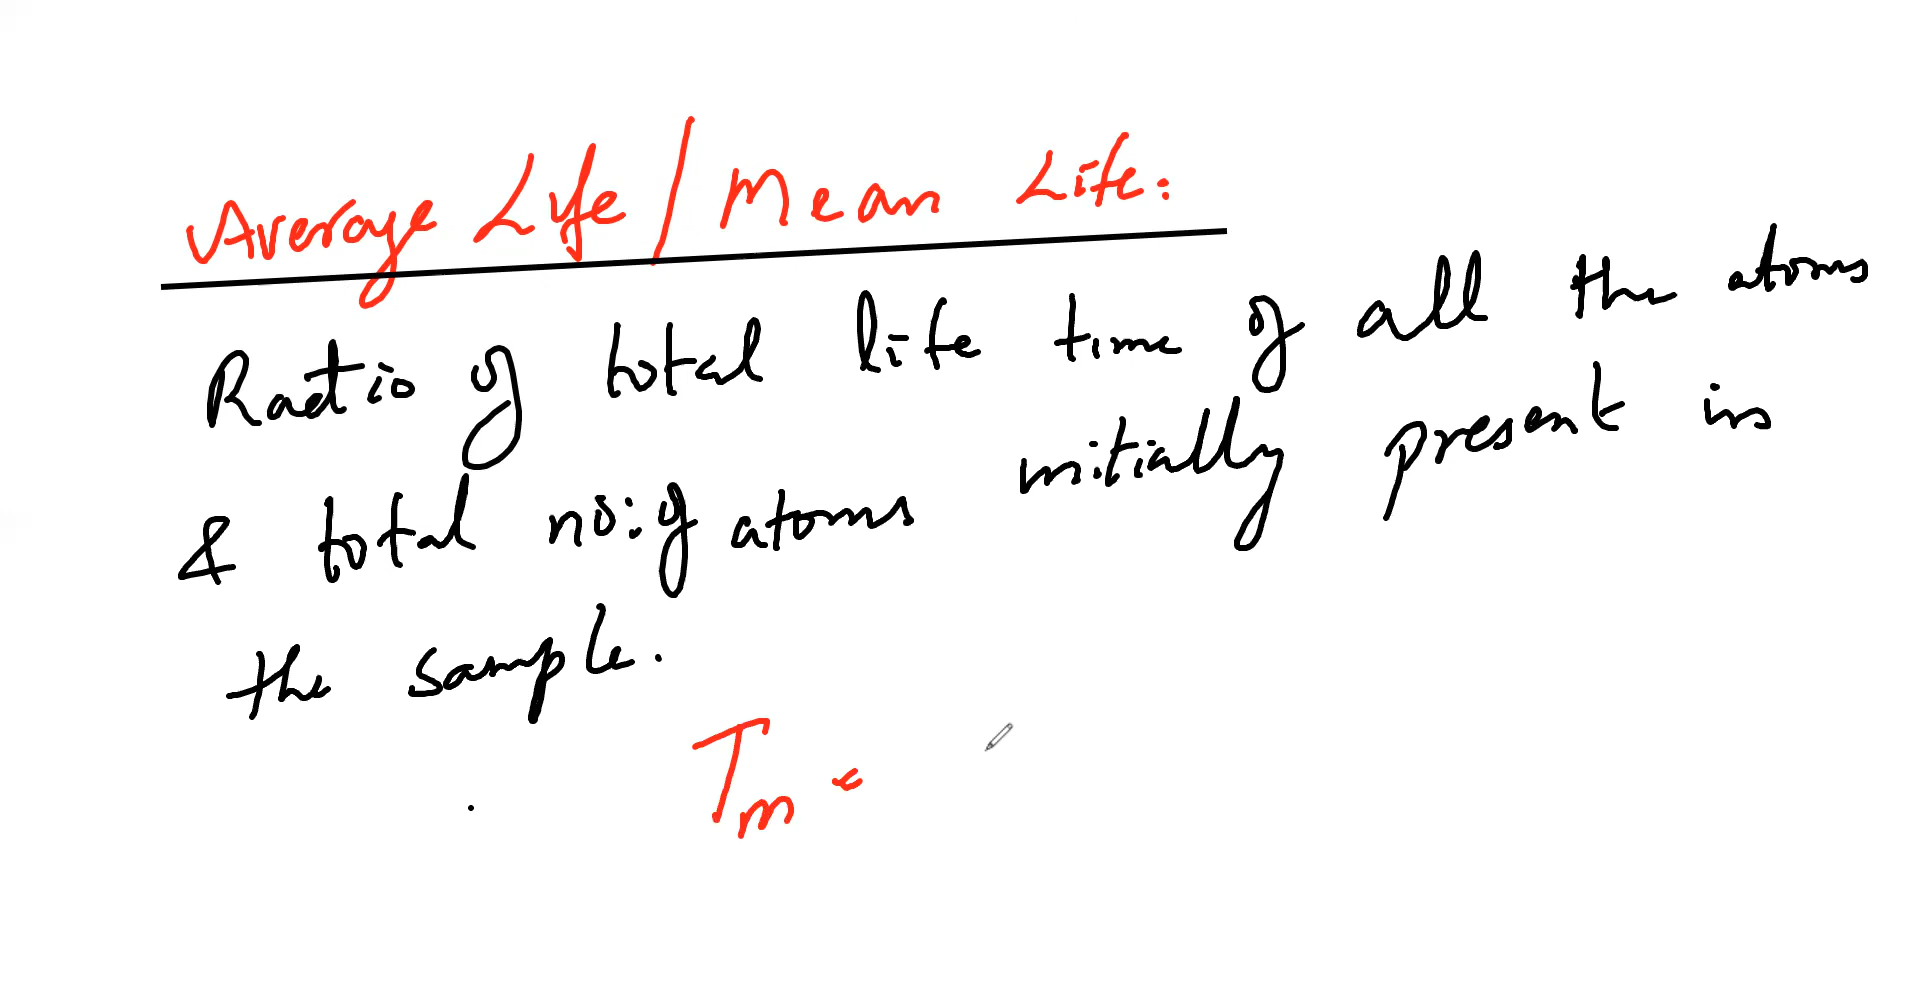 Average Life / Mean Life:
Ratio of total life time of all the atoms
& total no: of atoms initially present in
the sample.
Tm =